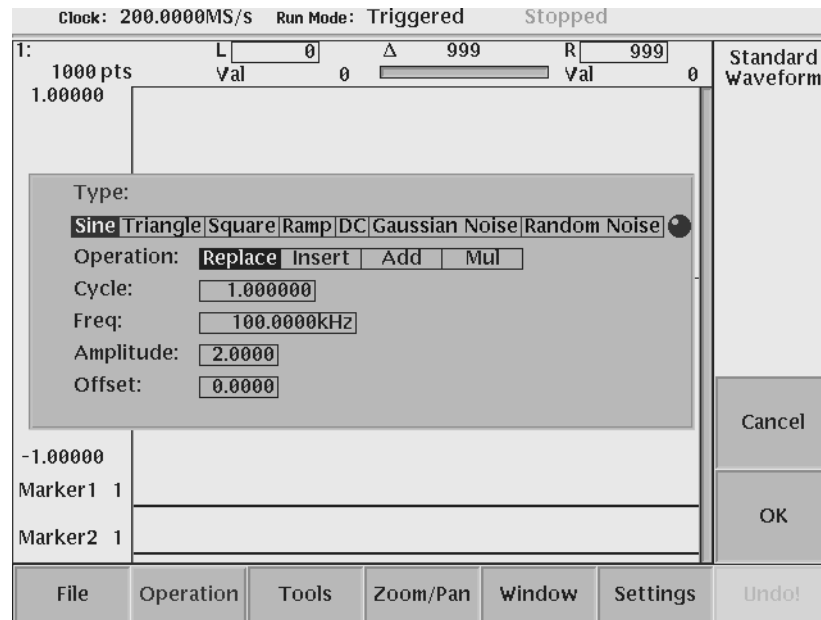 Clock: 200.0000MS/s Run Mode: Triggered Stopped
1: L 0 Δ 999 R 999
1000 pts Val 0 Val 0
Standard
Waveform
1.00000
Type:
Sine Triangle Square Ramp DC Gaussian Noise Random Noise
Operation: Replace Insert Add Mul
Cycle: 1.000000
Freq: 100.0000kHz
Amplitude: 2.0000
Offset: 0.0000
Cancel
-1.00000
Marker1 1
OK
Marker2 1
File Operation Tools Zoom/Pan Window Settings Undo!